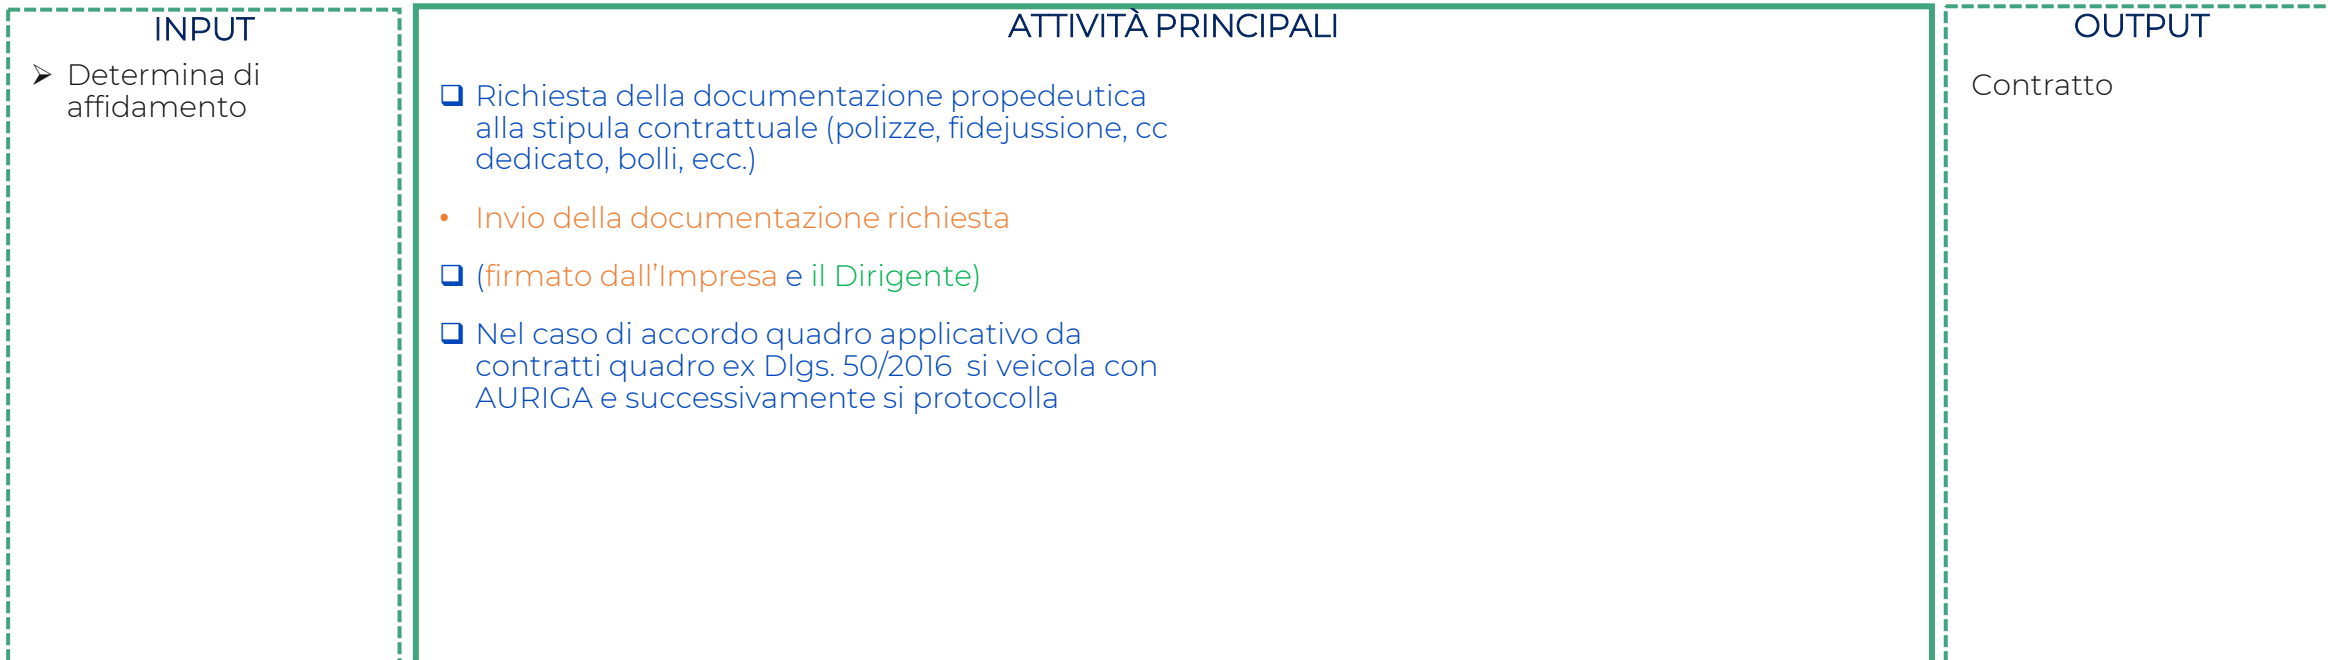 INPUT
➢ Determina di
affidamento
ATTIVITÀ PRINCIPALI
❑ Richiesta della documentazione propedeutica
alla stipula contrattuale (polizze, fidejussione, cc
dedicato, bolli, ecc.)
• Invio della documentazione richiesta
❑ (firmato dall’Impresa e il Dirigente)
❑ Nel caso di accordo quadro applicativo da
contratti quadro ex Dlgs. 50/2016 si veicola con
AURIGA e successivamente si protocolla
OUTPUT
Contratto